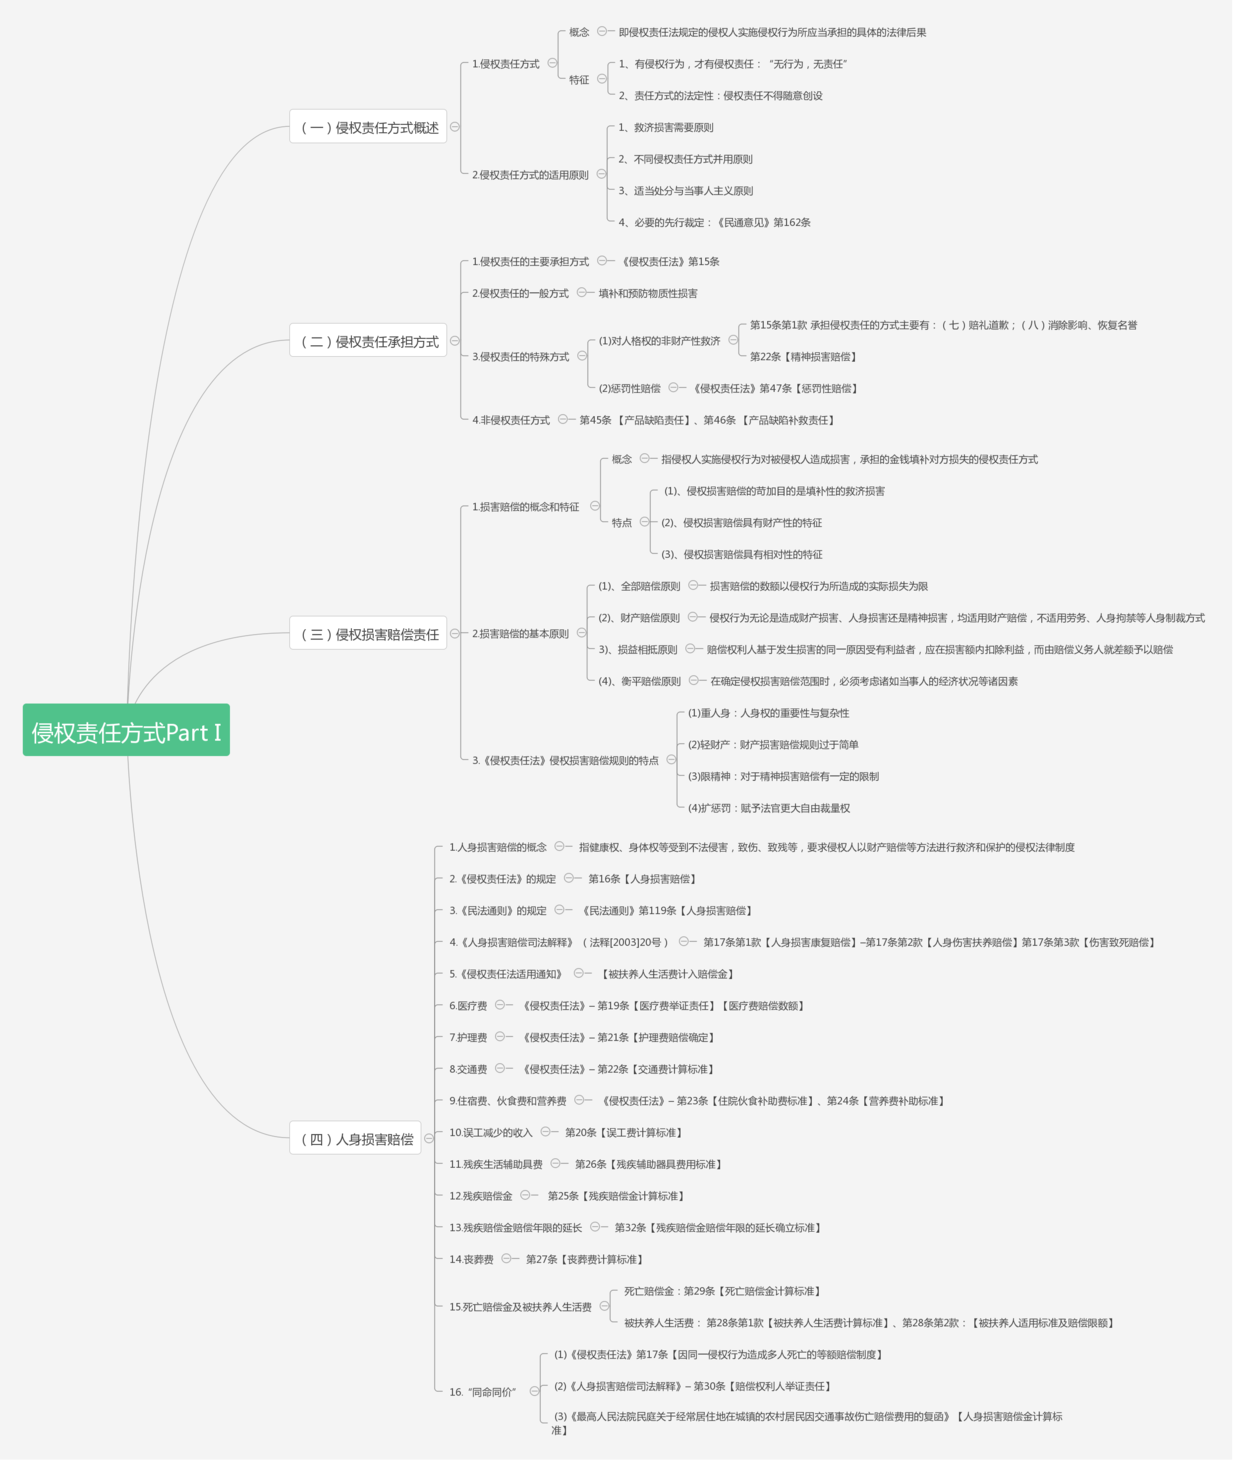 侵权责任方式Part I
（一）侵权责任方式概述
1.侵权责任方式
概念
即侵权责任法规定的侵权人实施侵权行为所应当承担的具体的法律后果
特征
1、有侵权行为，才有侵权责任：“无行为，无责任”
2、责任方式的法定性：侵权责任不得随意创设
2.侵权责任方式的适用原则
1、救济损害需要原则
2、不同侵权责任方式并用原则
3、适当处分与当事人主义原则
4、必要的先行裁定：《民通意见》第162条
（二）侵权责任承担方式
1.侵权责任的主要承担方式
《侵权责任法》第15条
2.侵权责任的一般方式
填补和预防物质性损害
3.侵权责任的特殊方式
(1)对人格权的非财产性救济
第15条第1款 承担侵权责任的方式主要有：（七）赔礼道歉；（八）消除影响、恢复名誉
第22条【精神损害赔偿】
(2)惩罚性赔偿
《侵权责任法》第47条【惩罚性赔偿】
4.非侵权责任方式
第45条 【产品缺陷责任】、第46条 【产品缺陷补救责任】
（三）侵权损害赔偿责任
1.损害赔偿的概念和特征
概念
指侵权人实施侵权行为对被侵权人造成损害，承担的金钱填补对方损失的侵权责任方式
特点
(1)、侵权损害赔偿的苛加目的是填补性的救济损害
(2)、侵权损害赔偿具有财产性的特征
(3)、侵权损害赔偿具有相对性的特征
2.损害赔偿的基本原则
(1)、全部赔偿原则
损害赔偿的数额以侵权行为所造成的实际损失为限
(2)、财产赔偿原则
侵权行为无论是造成财产损害、人身损害还是精神损害，均适用财产赔偿，不适用劳务、人身拘禁等人身制裁方式
3)、损益相抵原则
赔偿权利人基于发生损害的同一原因受有利益者，应在损害额内扣除利益，而由赔偿义务人就差额予以赔偿
(4)、衡平赔偿原则
在确定侵权损害赔偿范围时，必须考虑诸如当事人的经济状况等诸因素
3.《侵权责任法》侵权损害赔偿规则的特点
(1)重人身：人身权的重要性与复杂性
(2)轻财产：财产损害赔偿规则过于简单
(3)限精神：对于精神损害赔偿有一定的限制
(4)扩惩罚：赋予法官更大自由裁量权
（四）人身损害赔偿
1.人身损害赔偿的概念
指健康权、身体权等受到不法侵害，致伤、致残等，要求侵权人以财产赔偿等方法进行救济和保护的侵权法律制度
2.《侵权责任法》的规定
第16条【人身损害赔偿】
3.《民法通则》的规定
《民法通则》第119条【人身损害赔偿】
4.《人身损害赔偿司法解释》（法释[2003]20号）
第17条第1款【人身损害康复赔偿】–第17条第2款【人身伤害扶养赔偿】第17条第3款【伤害致死赔偿】
5.《侵权责任法适用通知》
【被扶养人生活费计入赔偿金】
6.医疗费
《侵权责任法》– 第19条【医疗费举证责任】【医疗费赔偿数额】
7.护理费
《侵权责任法》– 第21条【护理费赔偿确定】
8.交通费
《侵权责任法》– 第22条【交通费计算标准】
9.住宿费、伙食费和营养费
《侵权责任法》– 第23条【住院伙食补助费标准】、第24条【营养费补助标准】
10.误工减少的收入
第20条【误工费计算标准】
11.残疾生活辅助具费
第26条【残疾辅助器具费用标准】
12.残疾赔偿金
第25条【残疾赔偿金计算标准】
13.残疾赔偿金赔偿年限的延长
第32条【残疾赔偿金赔偿年限的延长确立标准】
14.丧葬费
第27条【丧葬费计算标准】
15.死亡赔偿金及被扶养人生活费
死亡赔偿金：第29条【死亡赔偿金计算标准】
被扶养人生活费： 第28条第1款【被扶养人生活费计算标准】、第28条第2款：【被扶养人适用标准及赔偿限额】
16.“同命同价”
(1)《侵权责任法》第17条【因同一侵权行为造成多人死亡的等额赔偿制度】
(2)《人身损害赔偿司法解释》– 第30条【赔偿权利人举证责任】
(3)《最高人民法院民庭关于经常居住地在城镇的农村居民因交通事故伤亡赔偿费用的复函》【人身损害赔偿金计算标
准】